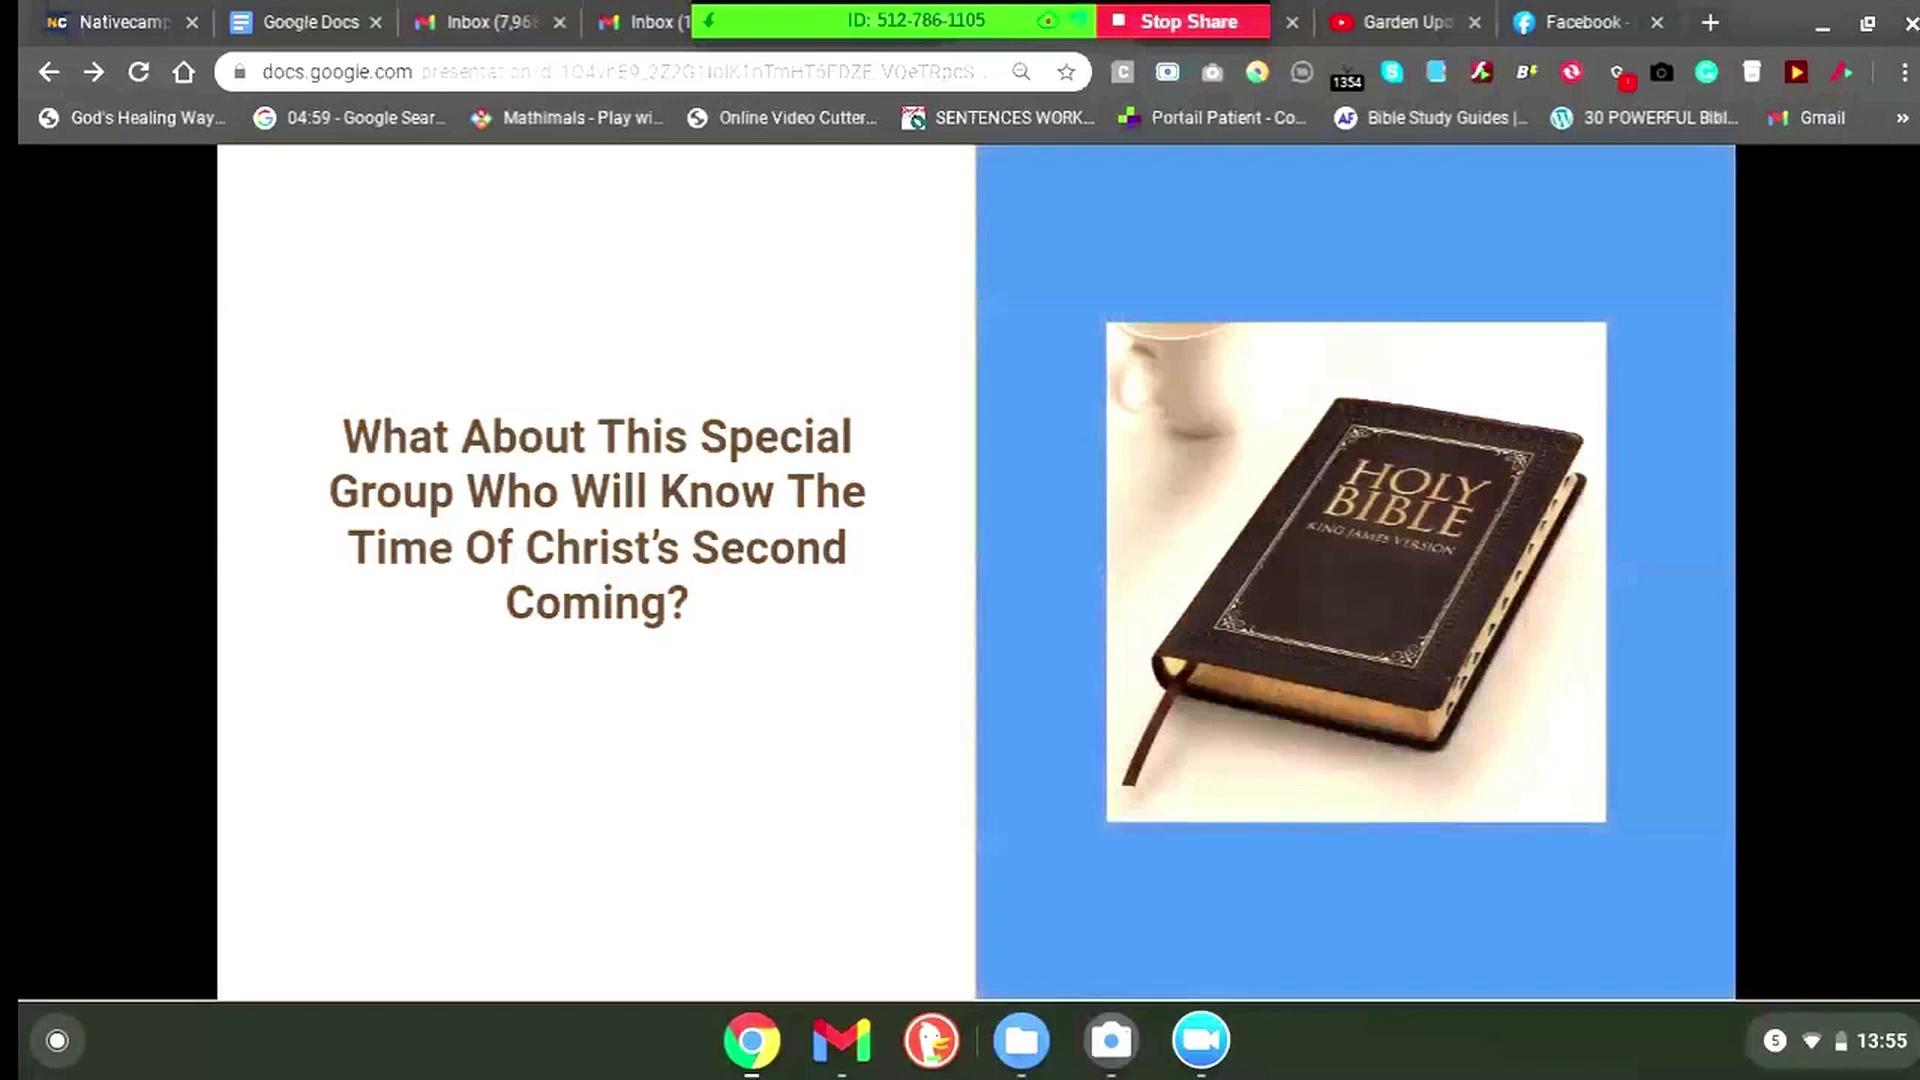 NC Nativecamp
Google Docs
Inbox (7,96
Inbox (1
ID: 512-786-1105
Stop Share
Garden Upd
Facebook -
docs.google.com
1354
God's Healing Way...
04:59 - Google Sear...
Mathimals - Play wi...
Online Video Cutter...
SENTENCES WORK...
Portail Patient - Co...
AF Bible Study Guides |...
30 POWERFUL Bibl...
Gmail
»
What About This Special
Group Who Will Know The
Time Of Christ’s Second
Coming?
HOLY
BIBLE
KING JAMES VERSION
5
13:55